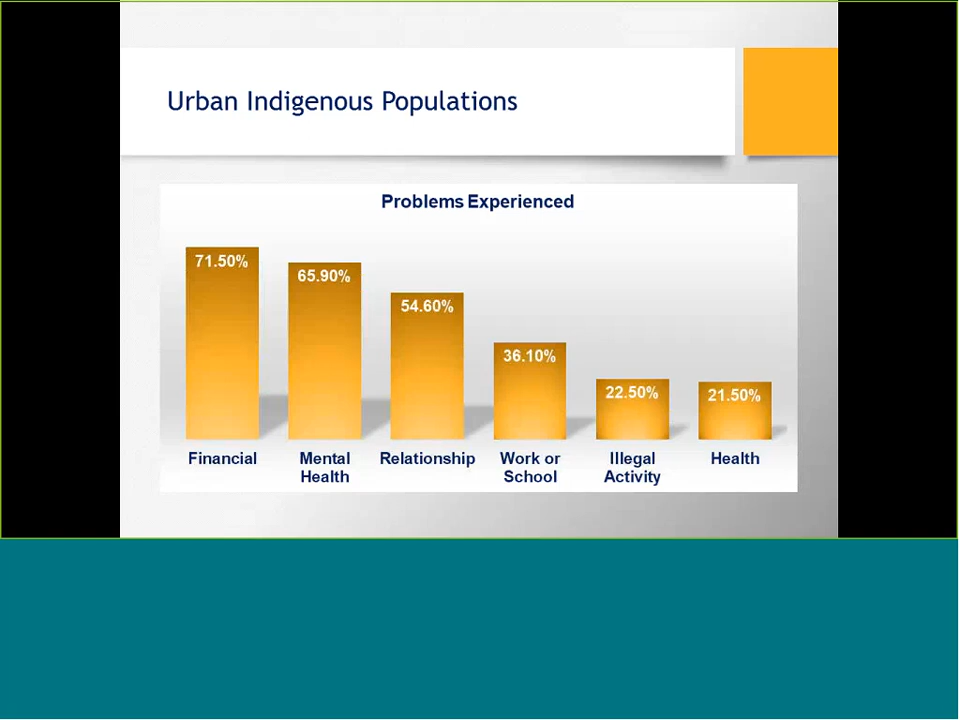 Urban Indigenous Populations
Problems Experienced
71.50%
65.90%
54.60%
36.10%
22.50%
21.50%
Financial
Mental
Health
Relationship
Work or
School
Illegal
Activity
Health